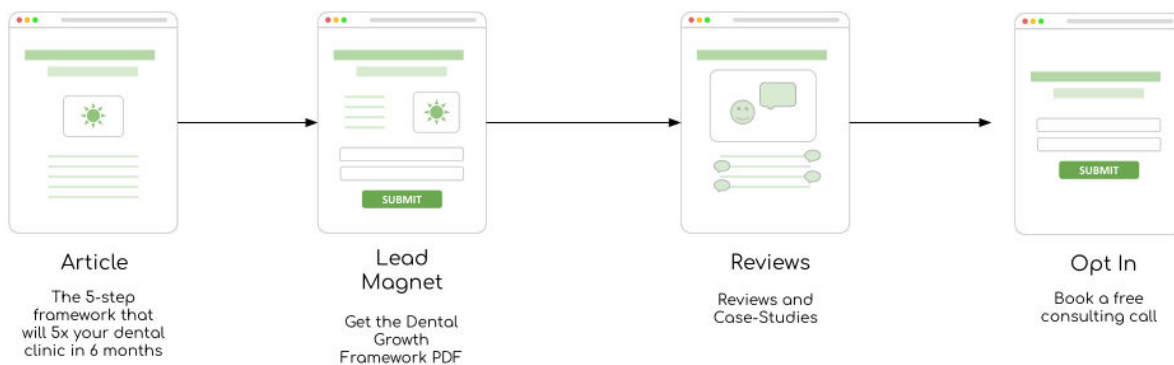 SUBMIT
SUBMIT
Article
Lead
Magnet
Reviews
Opt In
The 5-step
framework that
will 5x your dental
clinic in 6 months
Get the Dental
Growth
Framework PDF
Reviews and
Case-Studies
Book a free
consulting call